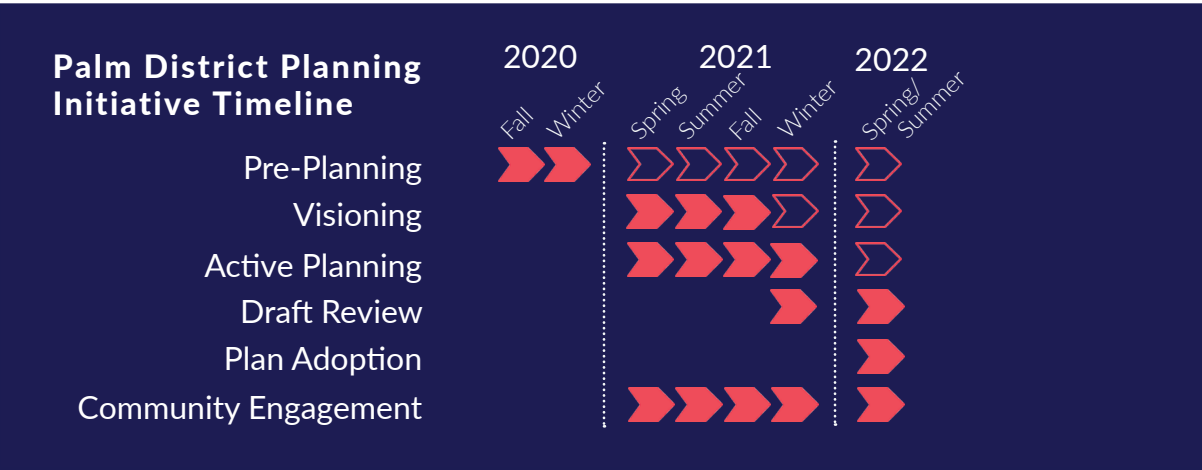 Palm District Planning
Initiative Timeline
2020
2021
2022
Fall
Winter
Spring
Summer
Fall
Winter
Spring/
Summer
Pre-Planning
Visioning
Active Planning
Draft Review
Plan Adoption
Community Engagement